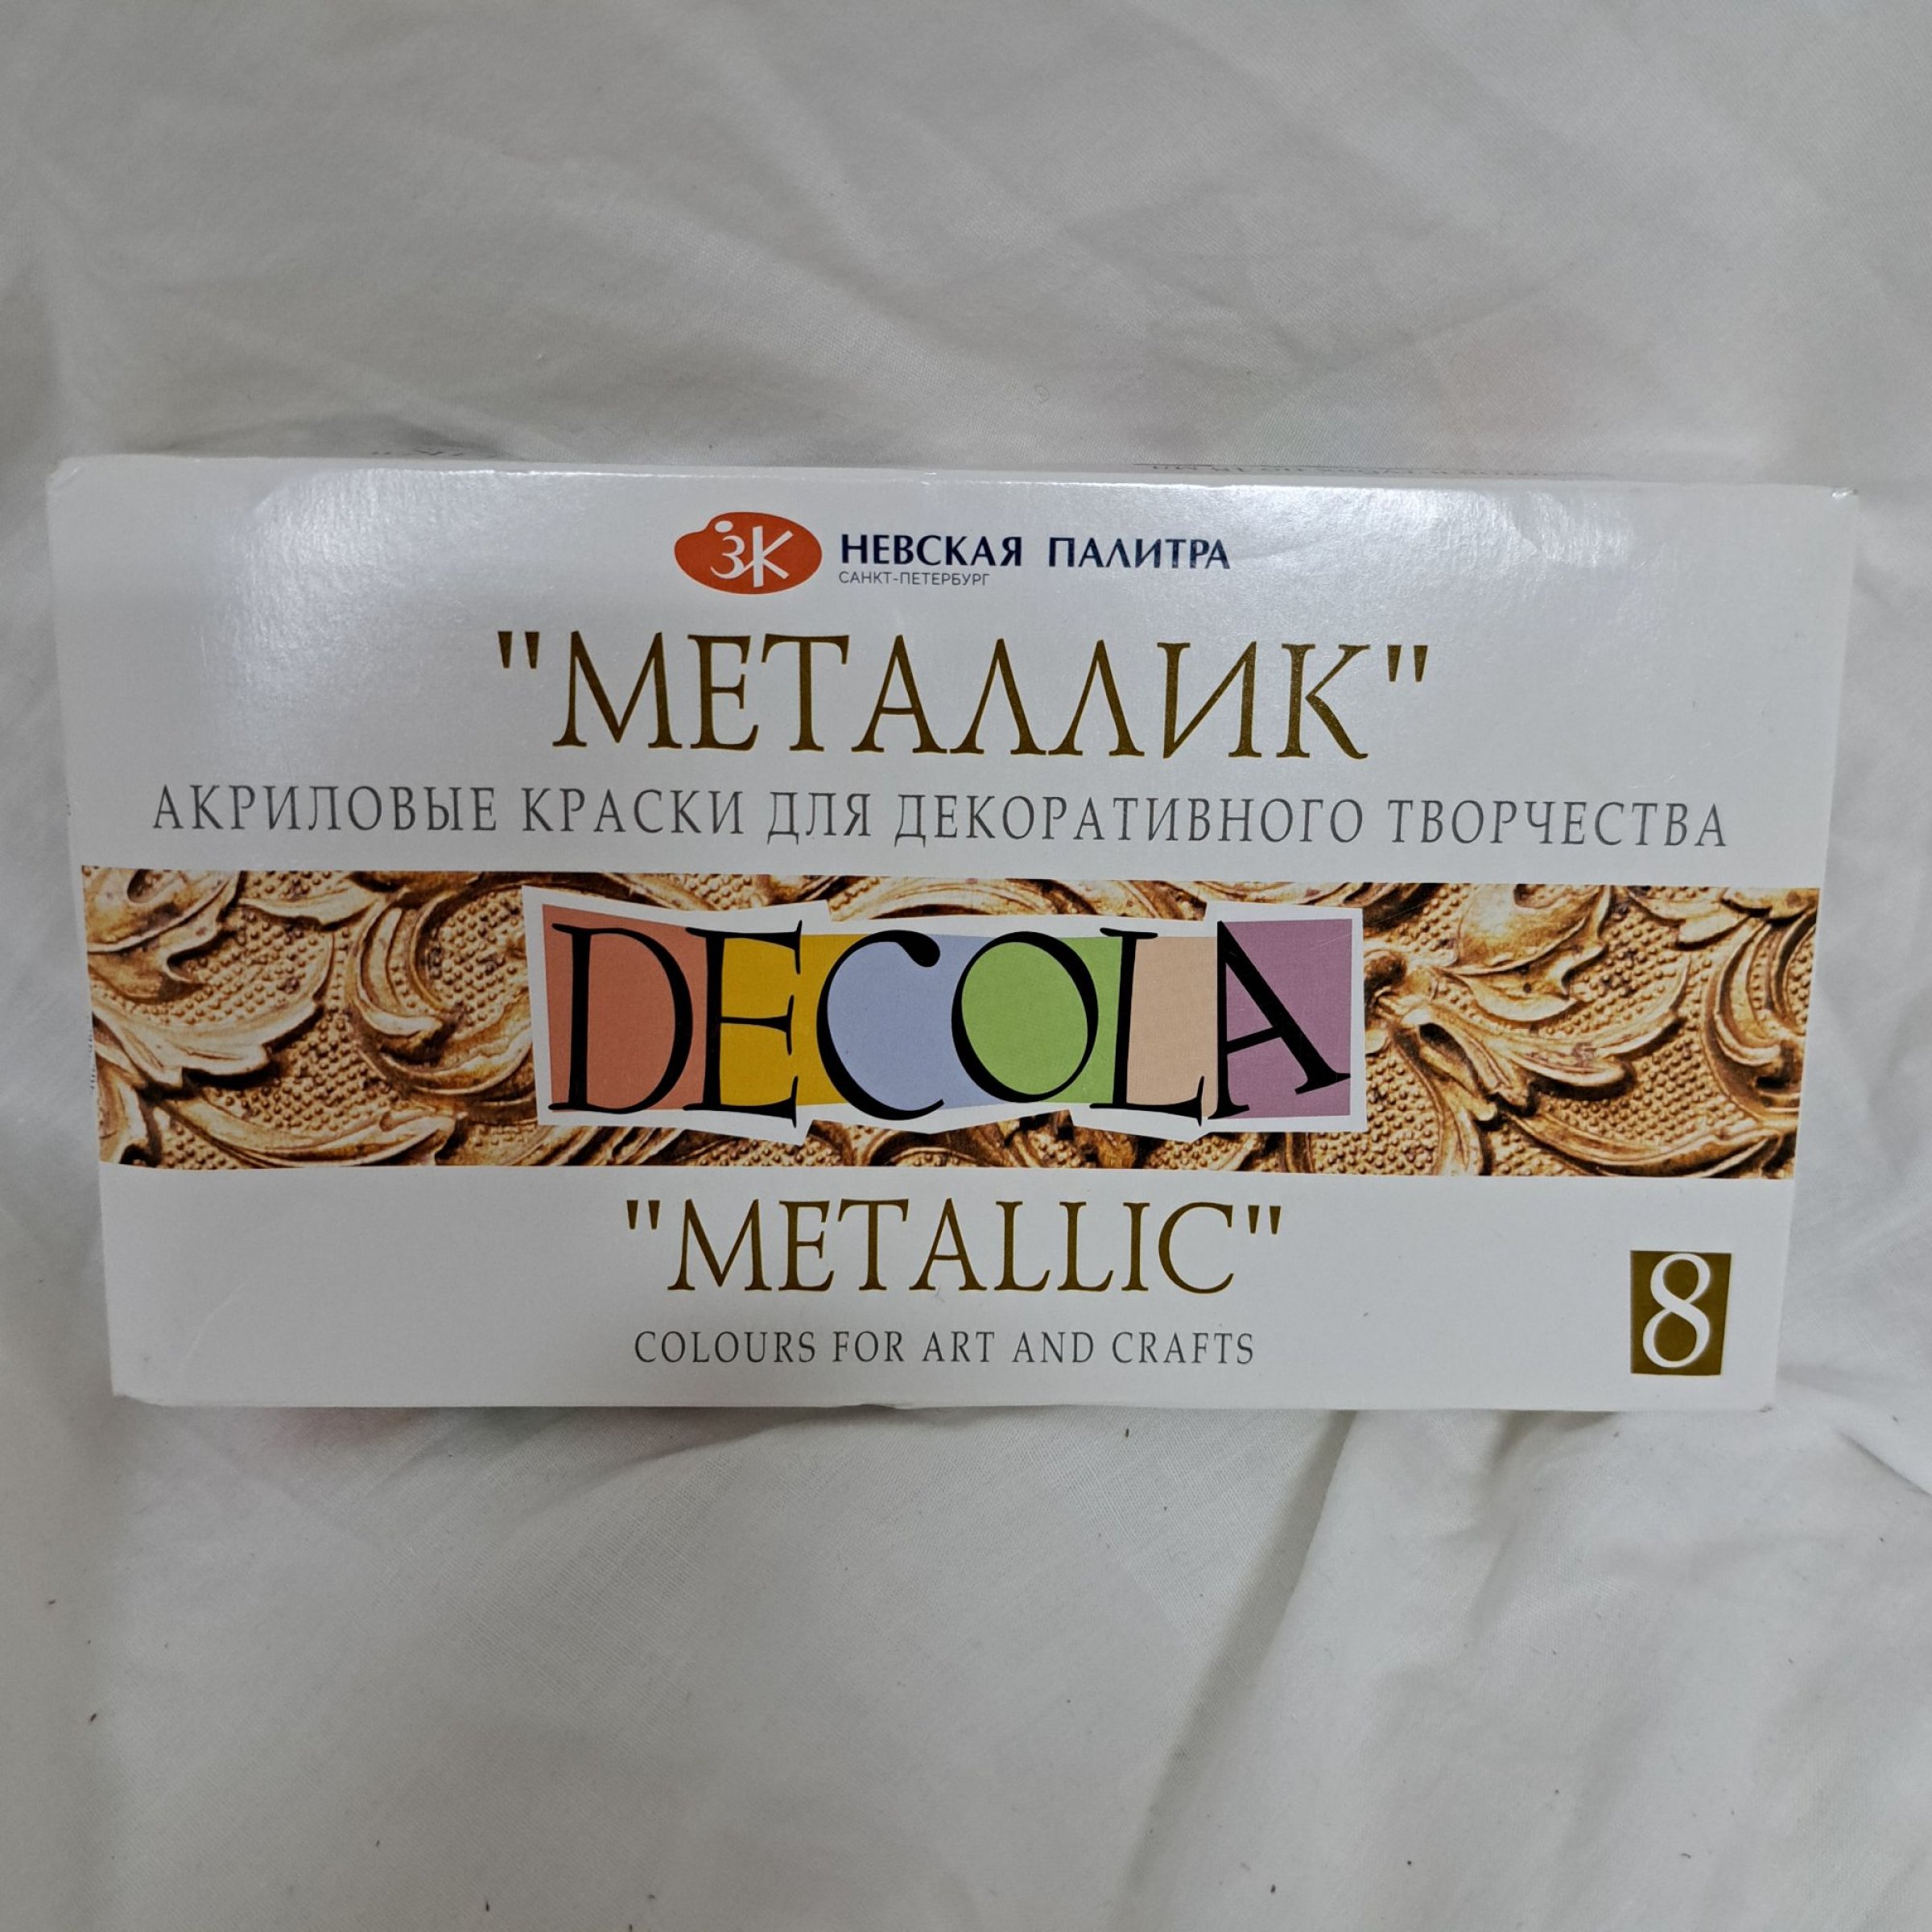 ЗК НЕВСКАЯ ПАЛИТРА
САНКТ-ПЕТЕРБУРГ
"МЕТАЛЛИК"
АКРИЛОВЫЕ КРАСКИ ДЛЯ ДЕКОРАТИВНОГО ТВОРЧЕСТВА
DECOLA
"METALLIC"
COLOURS FOR ART AND CRAFTS
8